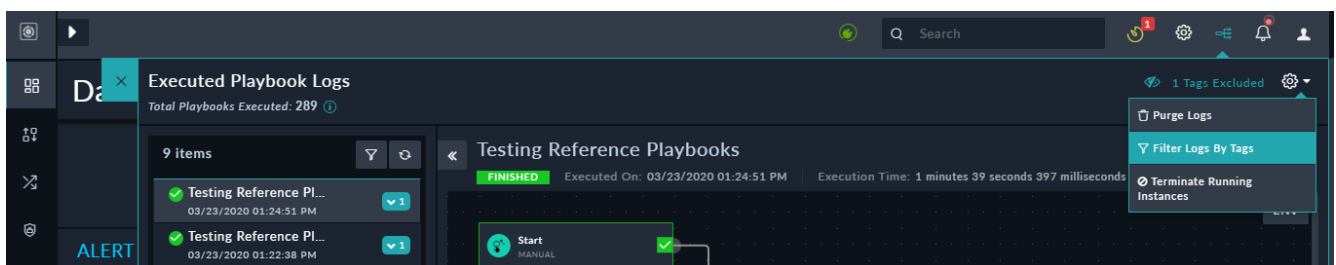 1
Search
Da
Executed Playbook Logs
Total Playbooks Executed: 289
1 Tags Excluded
Purge Logs
Filter Logs By Tags
Terminate Running
Instances
9 items
Testing Reference Pl...
03/23/2020 01:24:51 PM
1
Testing Reference Pl...
03/23/2020 01:22:38 PM
1
Testing Reference Playbooks
FINISHED Executed On: 03/23/2020 01:24:51 PM Execution Time: 1 minutes 39 seconds 397 milliseconds
Start
MANUAL
ALERT